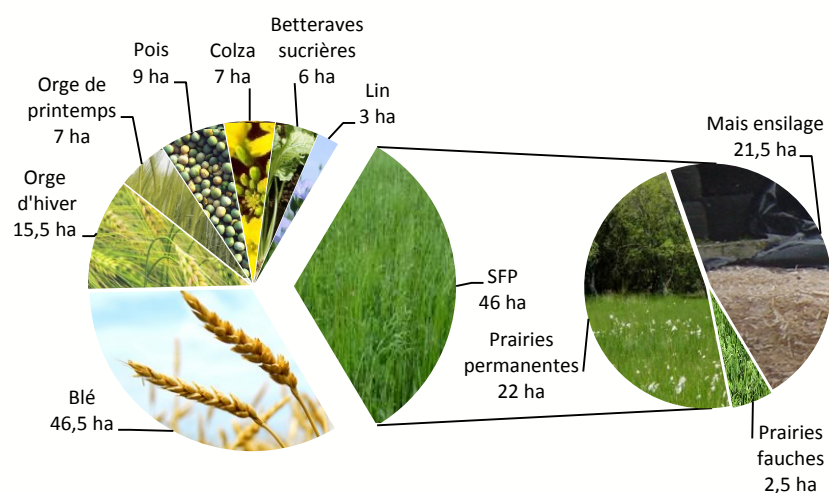 Betteraves
sucrières
6 ha
Colza
7 ha
Pois
9 ha
Lin
3 ha
Orge de
printemps
7 ha
Mais ensilage
21,5 ha
Orge
d'hiver
15,5 ha
SFP
46 ha
Prairies
permanentes
22 ha
Blé
46,5 ha
Prairies
fauches
2,5 ha